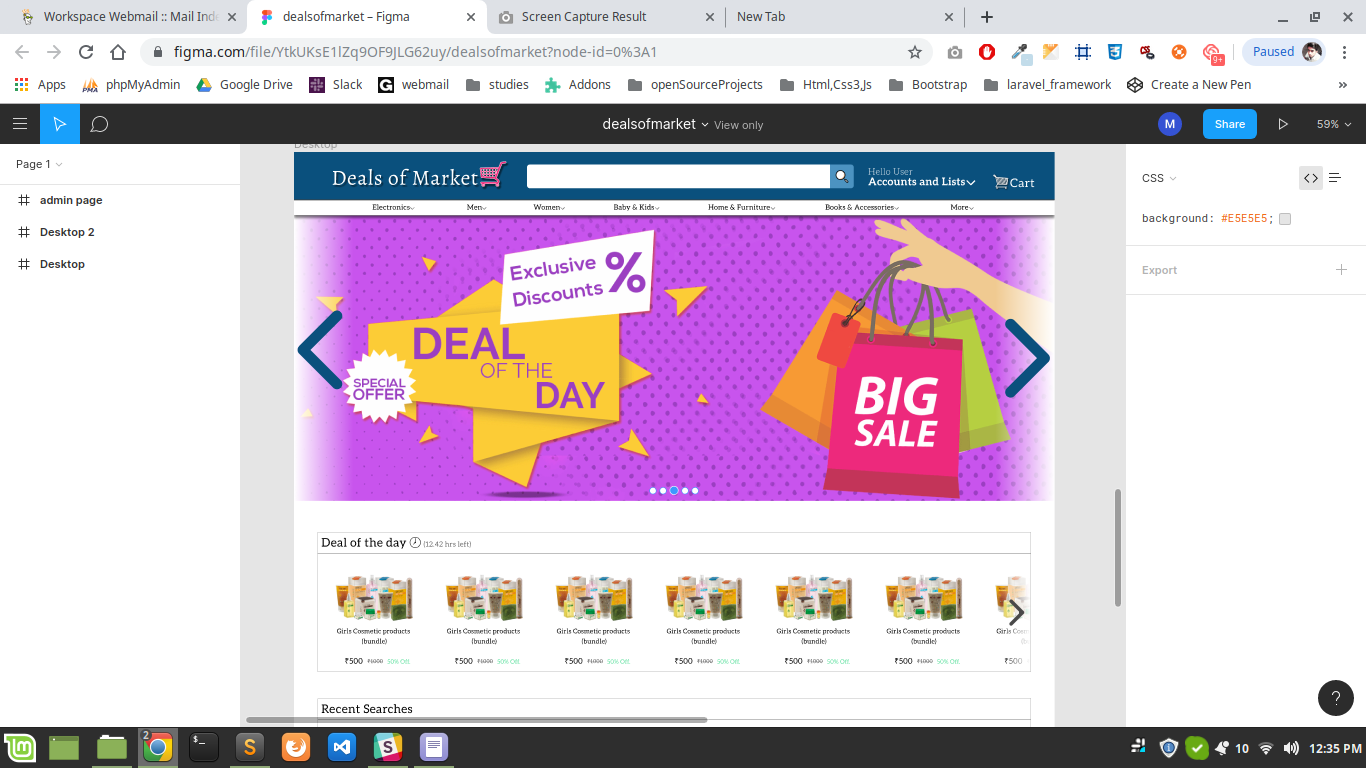 Workspace Webmail :: Mail Ind
dealsofmarket – Figma
Screen Capture Result
New Tab
figma.com/file/YtkUKsE1lZq9OF9JLG62uy/dealsofmarket?node-id=0%3A1
9+
Paused
Apps
PMA
phpMyAdmin
Google Drive
Slack
G
webmail
studies
Addons
openSourceProjects
Html,Css3,Js
Bootstrap
laravel_framework
Create a New Pen
»
dealsofmarket
View only
M
Share
59%
Page 1
admin page
Desktop 2
Desktop
Desktop
Deals of Market
Hello User
Accounts and Lists
Cart
Electronics
Men
Women
Baby & Kids
Home & Furniture
Books & Accessories
More
Exclusive %
Discounts
DEAL
OF THE
DAY
SPECIAL
OFFER
BIG
SALE
Deal of the day (12.42 hrs left)
Girls Cosmetic products
(bundle)
₹500 ₹1000 50% Off.
Girls Cosmetic products
(bundle)
₹500 ₹1000 50% Off.
Girls Cosmetic products
(bundle)
₹500 ₹1000 50% Off.
Girls Cosmetic products
(bundle)
₹500 ₹1000 50% Off.
Girls Cosmetic products
(bundle)
₹500 ₹1000 50% Off.
Girls Cosmetic products
(bundle)
₹500 ₹1000 50% Off.
Girls
₹500
Recent Searches
CSS
background: #E5E5E5;
Export
?
2
$_
S
S
10
12:35 PM